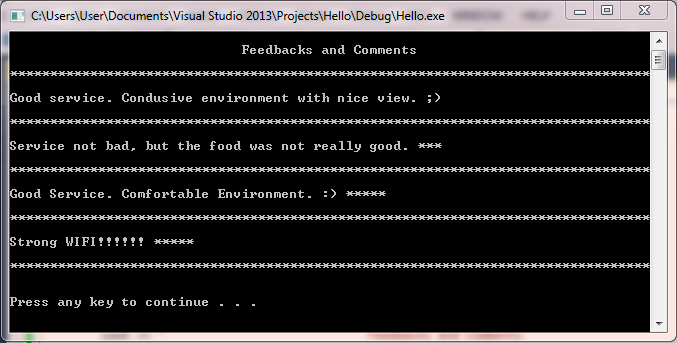 C:\Users\User\Documents\Visual Studio 2013\Projects\Hello\Debug\Hello.exe
Feedbacks and Comments
********************************************************************************
Good service. Condusive environment with nice view. ;)
********************************************************************************
Service not bad, but the food was not really good. ***
********************************************************************************
Good Service. Comfortable Environment. :) *****
********************************************************************************
Strong WIFI!!!!!! *****
********************************************************************************
Press any key to continue . . .